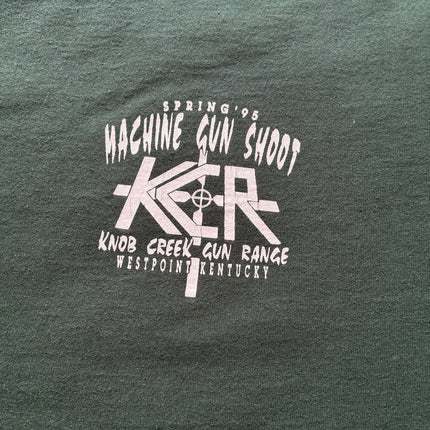 SPRING '95
MACHINE GUN SHOOT
KCR
KNOB CREEK GUN RANGE
WESTPOINT KENTUCKY